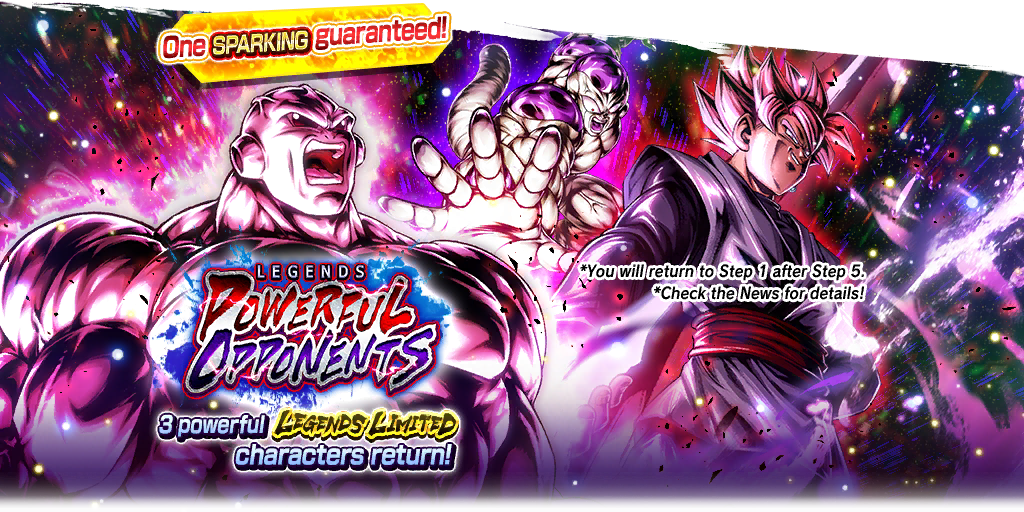 One SPARKING guaranteed!
*You will return to Step 1 after Step 5.
*Check the News for details!
LEGENDS
POWERFUL
OPPONENTS
3 powerful LEGENDS LIMITED
characters return!